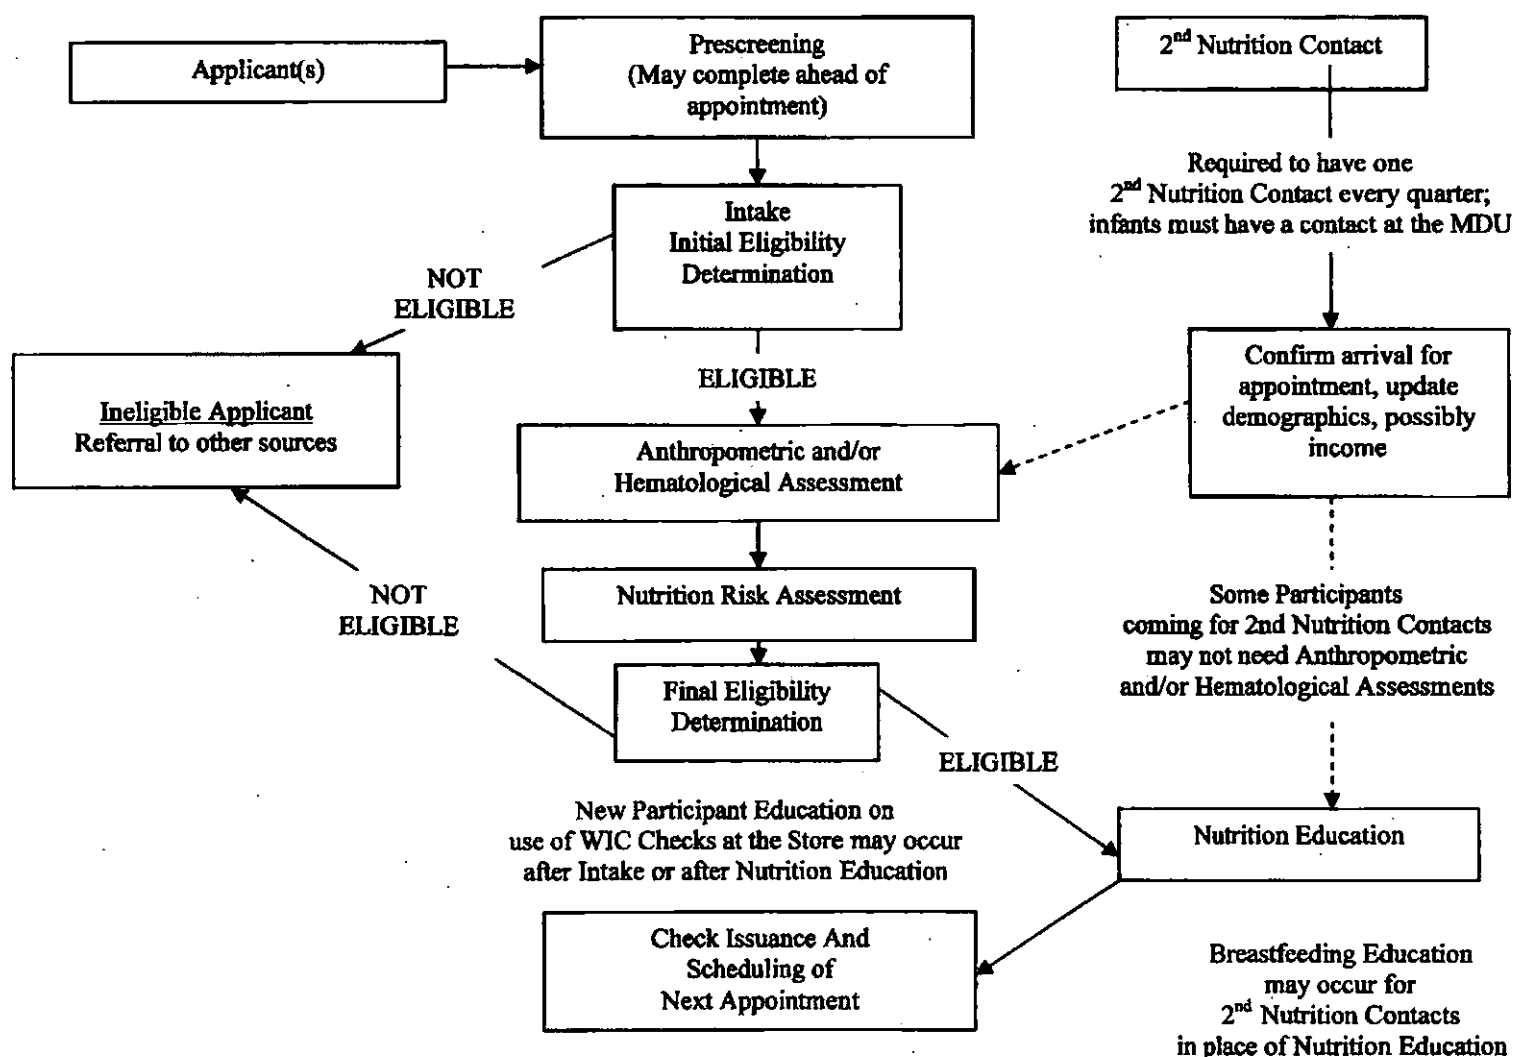 Applicant(s)
Prescreening
(May complete ahead of
appointment)
2nd Nutrition Contact
Required to have one
2nd Nutrition Contact every quarter;
infants must have a contact at the MDU
Intake
Initial Eligibility
Determination
NOT
ELIGIBLE
ELIGIBLE
Confirm arrival for
appointment, update
demographics, possibly
income
Ineligible Applicant
Referral to other sources
Anthropometric and/or
Hematological Assessment
NOT
ELIGIBLE
Nutrition Risk Assessment
Some Participants
coming for 2nd Nutrition Contacts
may not need Anthropometric
and/or Hematological Assessments
Final Eligibility
Determination
ELIGIBLE
New Participant Education on
use of WIC Checks at the Store may occur
after Intake or after Nutrition Education
Nutrition Education
Check Issuance And
Scheduling of
Next Appointment
Breastfeeding Education
may occur for
2nd Nutrition Contacts
in place of Nutrition Education